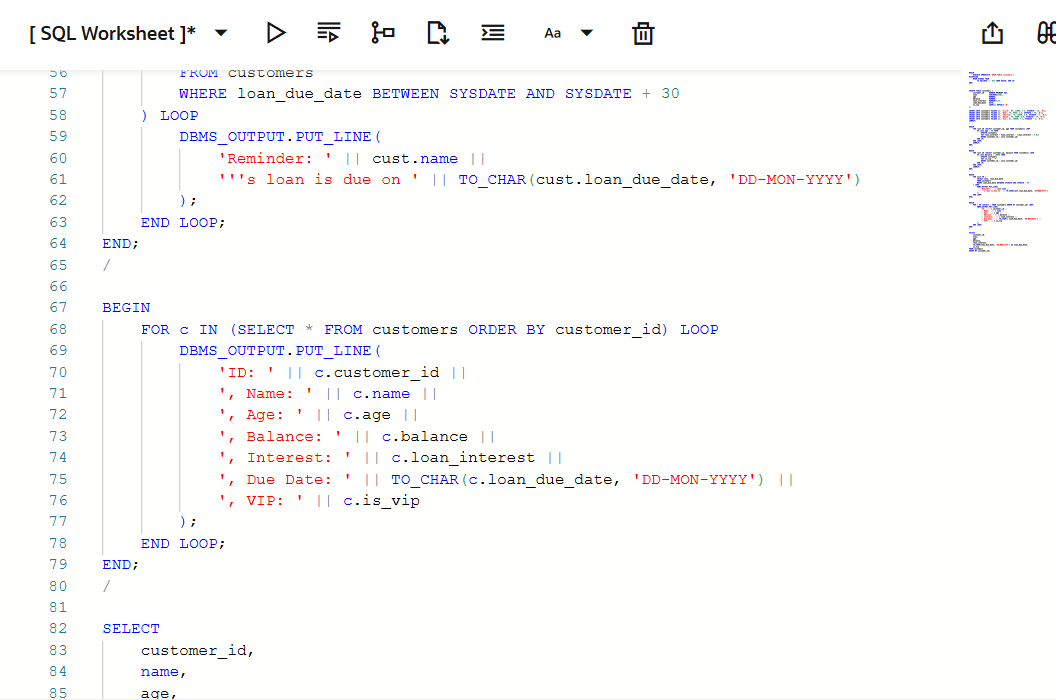 [ SQL Worksheet ]* Aa
56 FROM customers
57 WHERE loan_due_date BETWEEN SYSDATE AND SYSDATE + 30
58 ) LOOP
59 DBMS_OUTPUT.PUT_LINE(
60 'Reminder: ' || cust.name ||
61 '''s loan is due on ' || TO_CHAR(cust.loan_due_date, 'DD-MON-YYYY')
62 );
63 END LOOP;
64 END;
65 /
66
67 BEGIN
68 FOR c IN (SELECT * FROM customers ORDER BY customer_id) LOOP
69 DBMS_OUTPUT.PUT_LINE(
70 'ID: ' || c.customer_id ||
71 ', Name: ' || c.name ||
72 ', Age: ' || c.age ||
73 ', Balance: ' || c.balance ||
74 ', Interest: ' || c.loan_interest ||
75 ', Due Date: ' || TO_CHAR(c.loan_due_date, 'DD-MON-YYYY') ||
76 ', VIP: ' || c.is_vip
77 );
78 END LOOP;
79 END;
80 /
81
82 SELECT
83 customer_id,
84 name,
85 age,